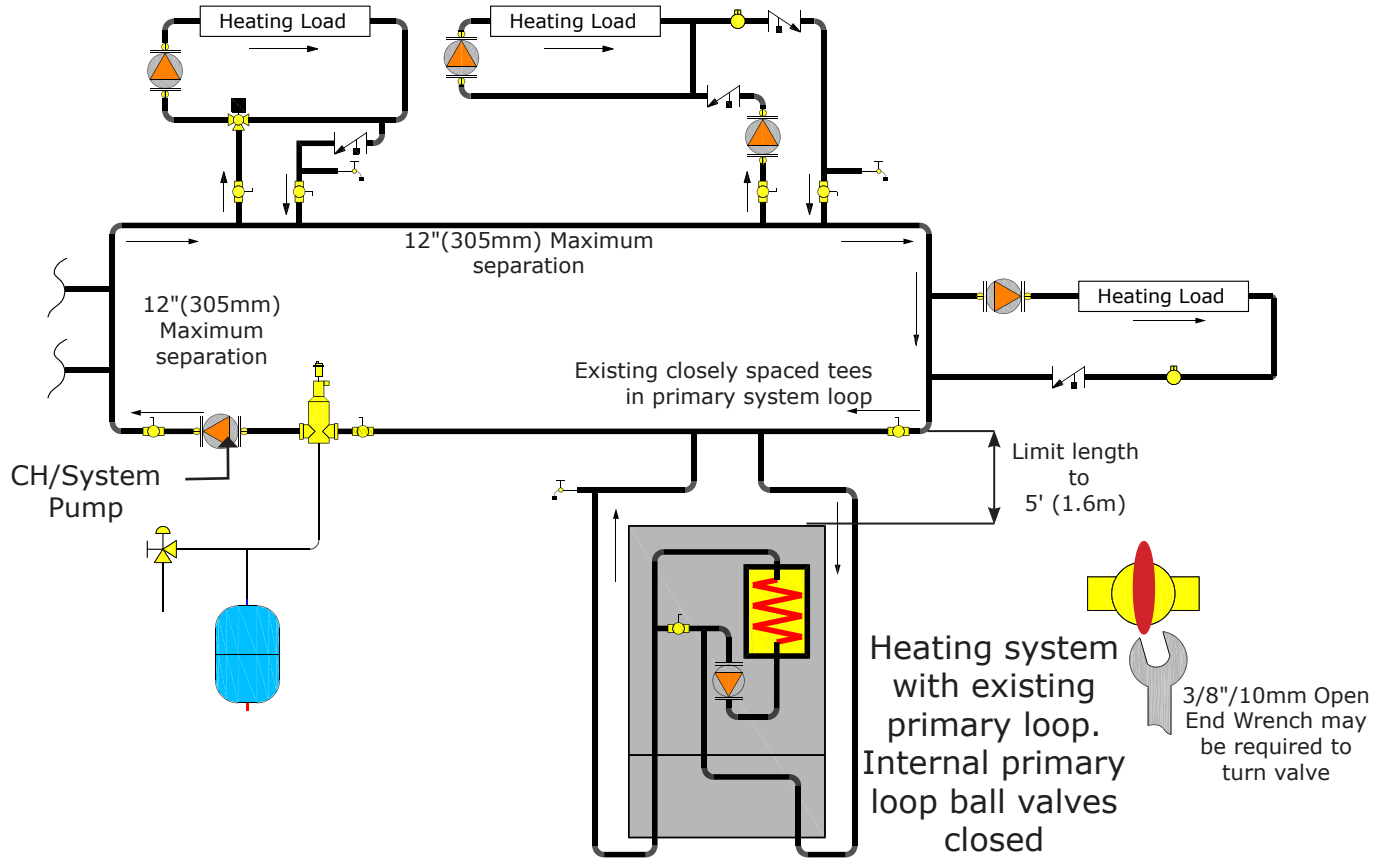 Heating Load
Heating Load
12"(305mm) Maximum
separation
12"(305mm)
Maximum
separation
Heating Load
Existing closely spaced tees
in primary system loop
CH/System
Pump
Limit length
to
5' (1.6m)
Heating system
with existing
primary loop.
Internal primary
loop ball valves
closed
3/8"/10mm Open
End Wrench may
be required to
turn valve